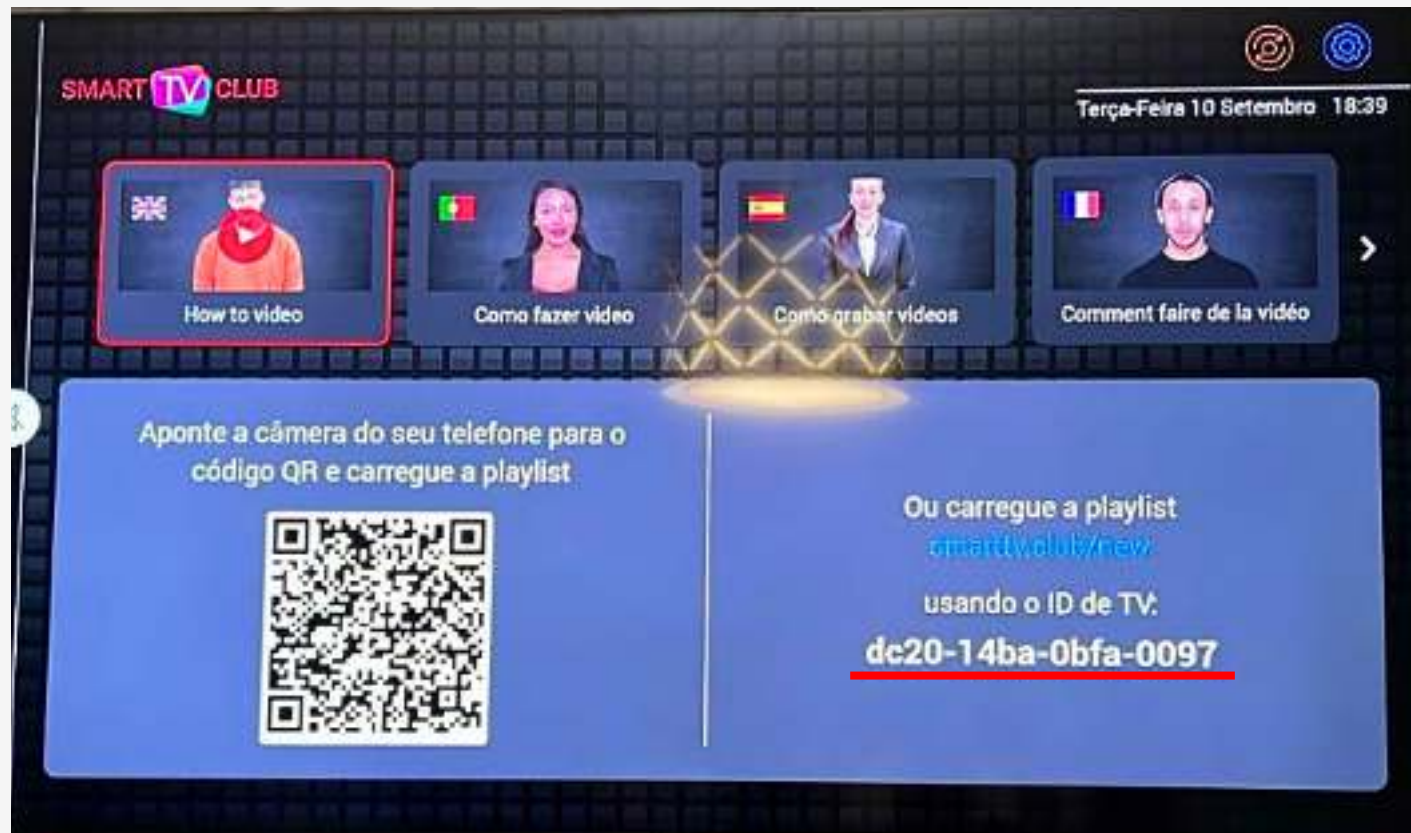 SMART TV CLUB
Terça-Feira 10 Setembro 18:39
How to video
Como fazer video
Como grabar videos
Comment faire de la vidéo
Aponte a câmera do seu telefone para o
código QR e carregue a playlist
Ou carregue a playlist
smarttv.club/new
usando o ID de TV:
dc20-14ba-0bfa-0097